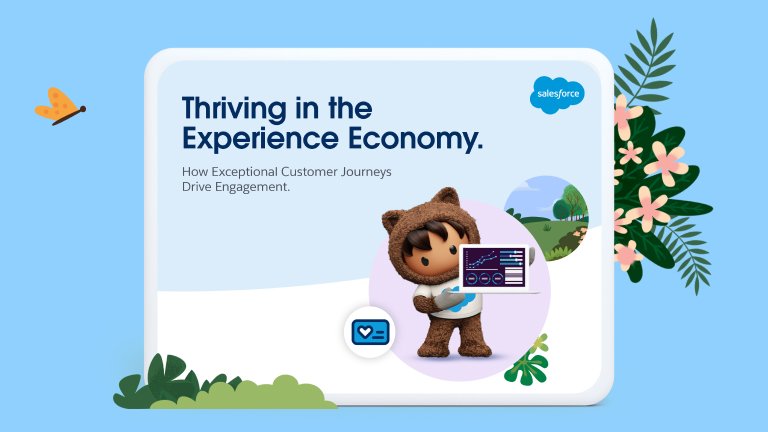 Thriving in the
Experience Economy.
salesforce
How Exceptional Customer Journeys
Drive Engagement.